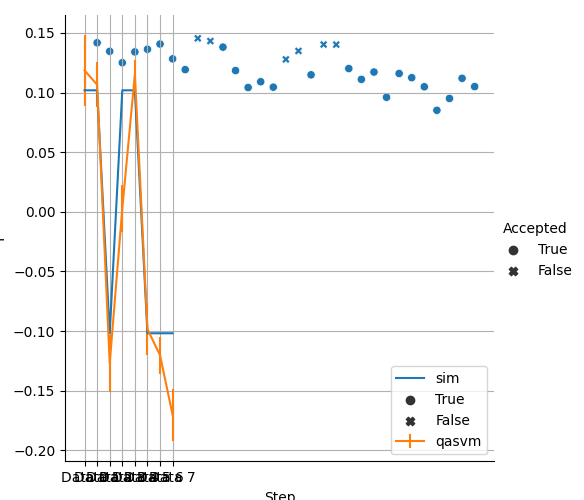 0.15
0.10
0.05
0.00
−0.05
−0.10
−0.15
−0.20
Accepted
True
False
sim
True
False
qasvm
7
Step